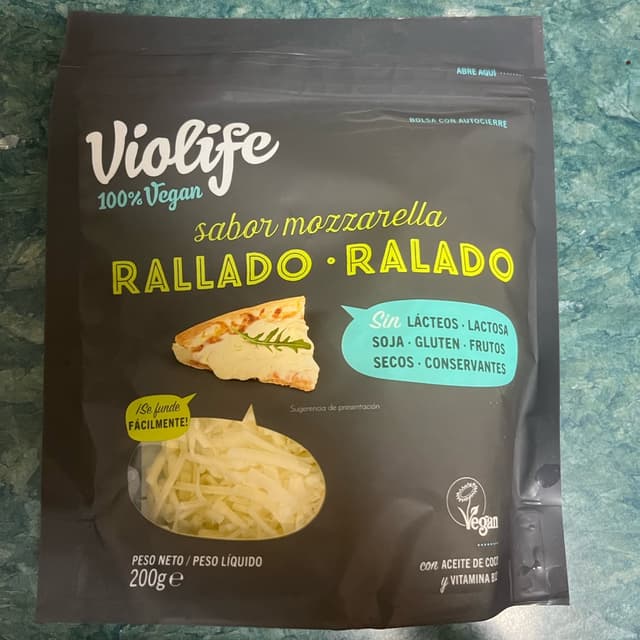 ABRE AQUÍ
BOLSA CON AUTOCIERRE
Violife
100% Vegan
sabor mozzarella
RALLADO · RALADO
Sin LÁCTEOS · LACTOSA
SOJA · GLUTEN · FRUTOS
SECOS · CONSERVANTES
Sugerencia de presentación
¡Se funde
FÁCILMENTE!
Vegan
PESO NETO / PESO LÍQUIDO
200g e
con ACEITE DE COCO
y VITAMINA